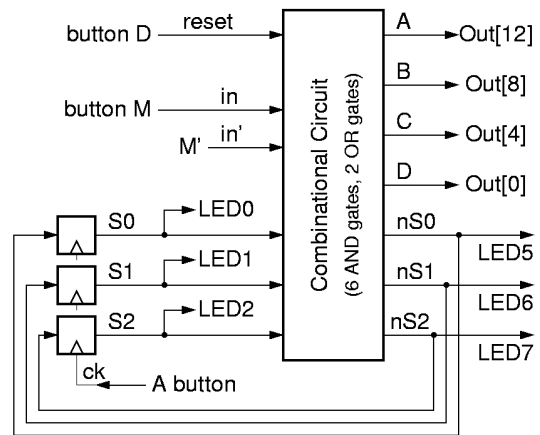 button D
reset
A
Out[12]
B
Out[8]
button M
in
C
Out[4]
M'
in'
D
Out[0]
Combinational Circuit
(6 AND gates, 2 OR gates)
S0
LED0
nS0
LED5
S1
LED1
nS1
LED6
S2
LED2
nS2
LED7
ck
A button